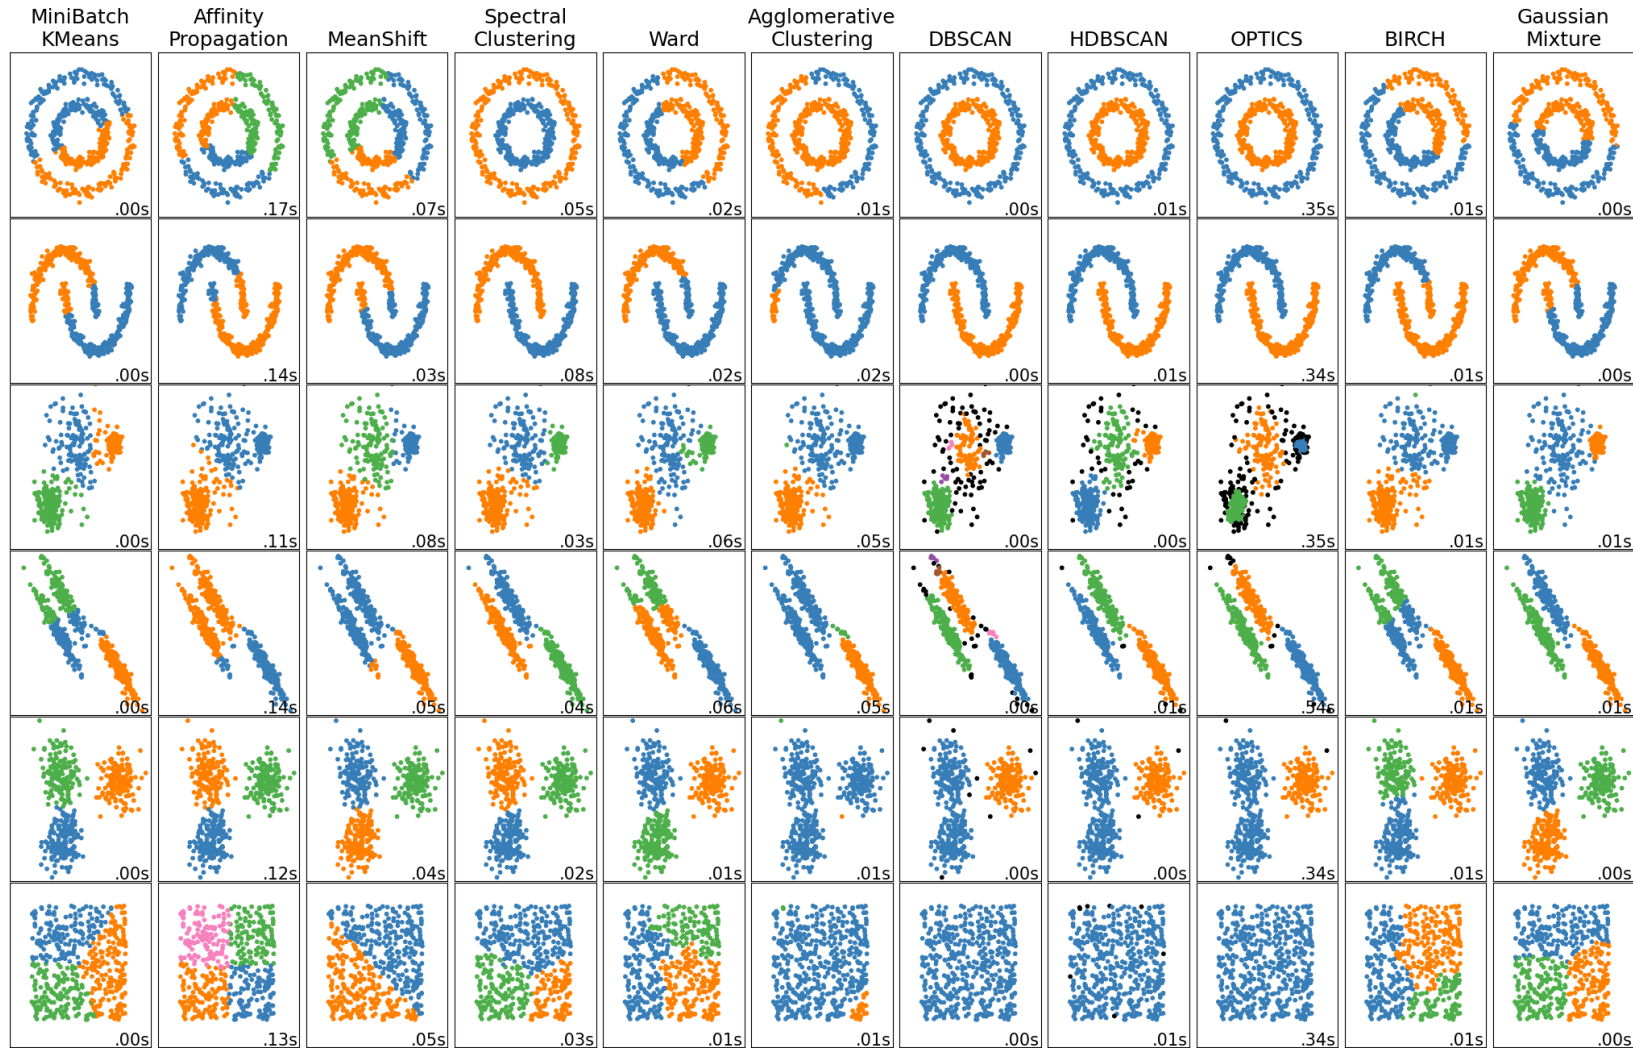 MiniBatch
KMeans
Affinity
Propagation
MeanShift
Spectral
Clustering
Ward
Agglomerative
Clustering
DBSCAN
HDBSCAN
OPTICS
BIRCH
Gaussian
Mixture
.00s
.17s
.07s
.05s
.02s
.01s
.00s
.01s
.35s
.01s
.00s
.00s
.14s
.03s
.08s
.02s
.02s
.00s
.01s
.34s
.01s
.00s
.00s
.11s
.08s
.03s
.06s
.05s
.00s
.00s
.35s
.01s
.01s
.00s
.14s
.05s
.04s
.06s
.05s
.00s
.01s
.34s
.01s
.01s
.00s
.12s
.04s
.02s
.01s
.01s
.00s
.00s
.34s
.01s
.00s
.00s
.13s
.05s
.03s
.01s
.01s
.00s
.01s
.34s
.01s
.00s